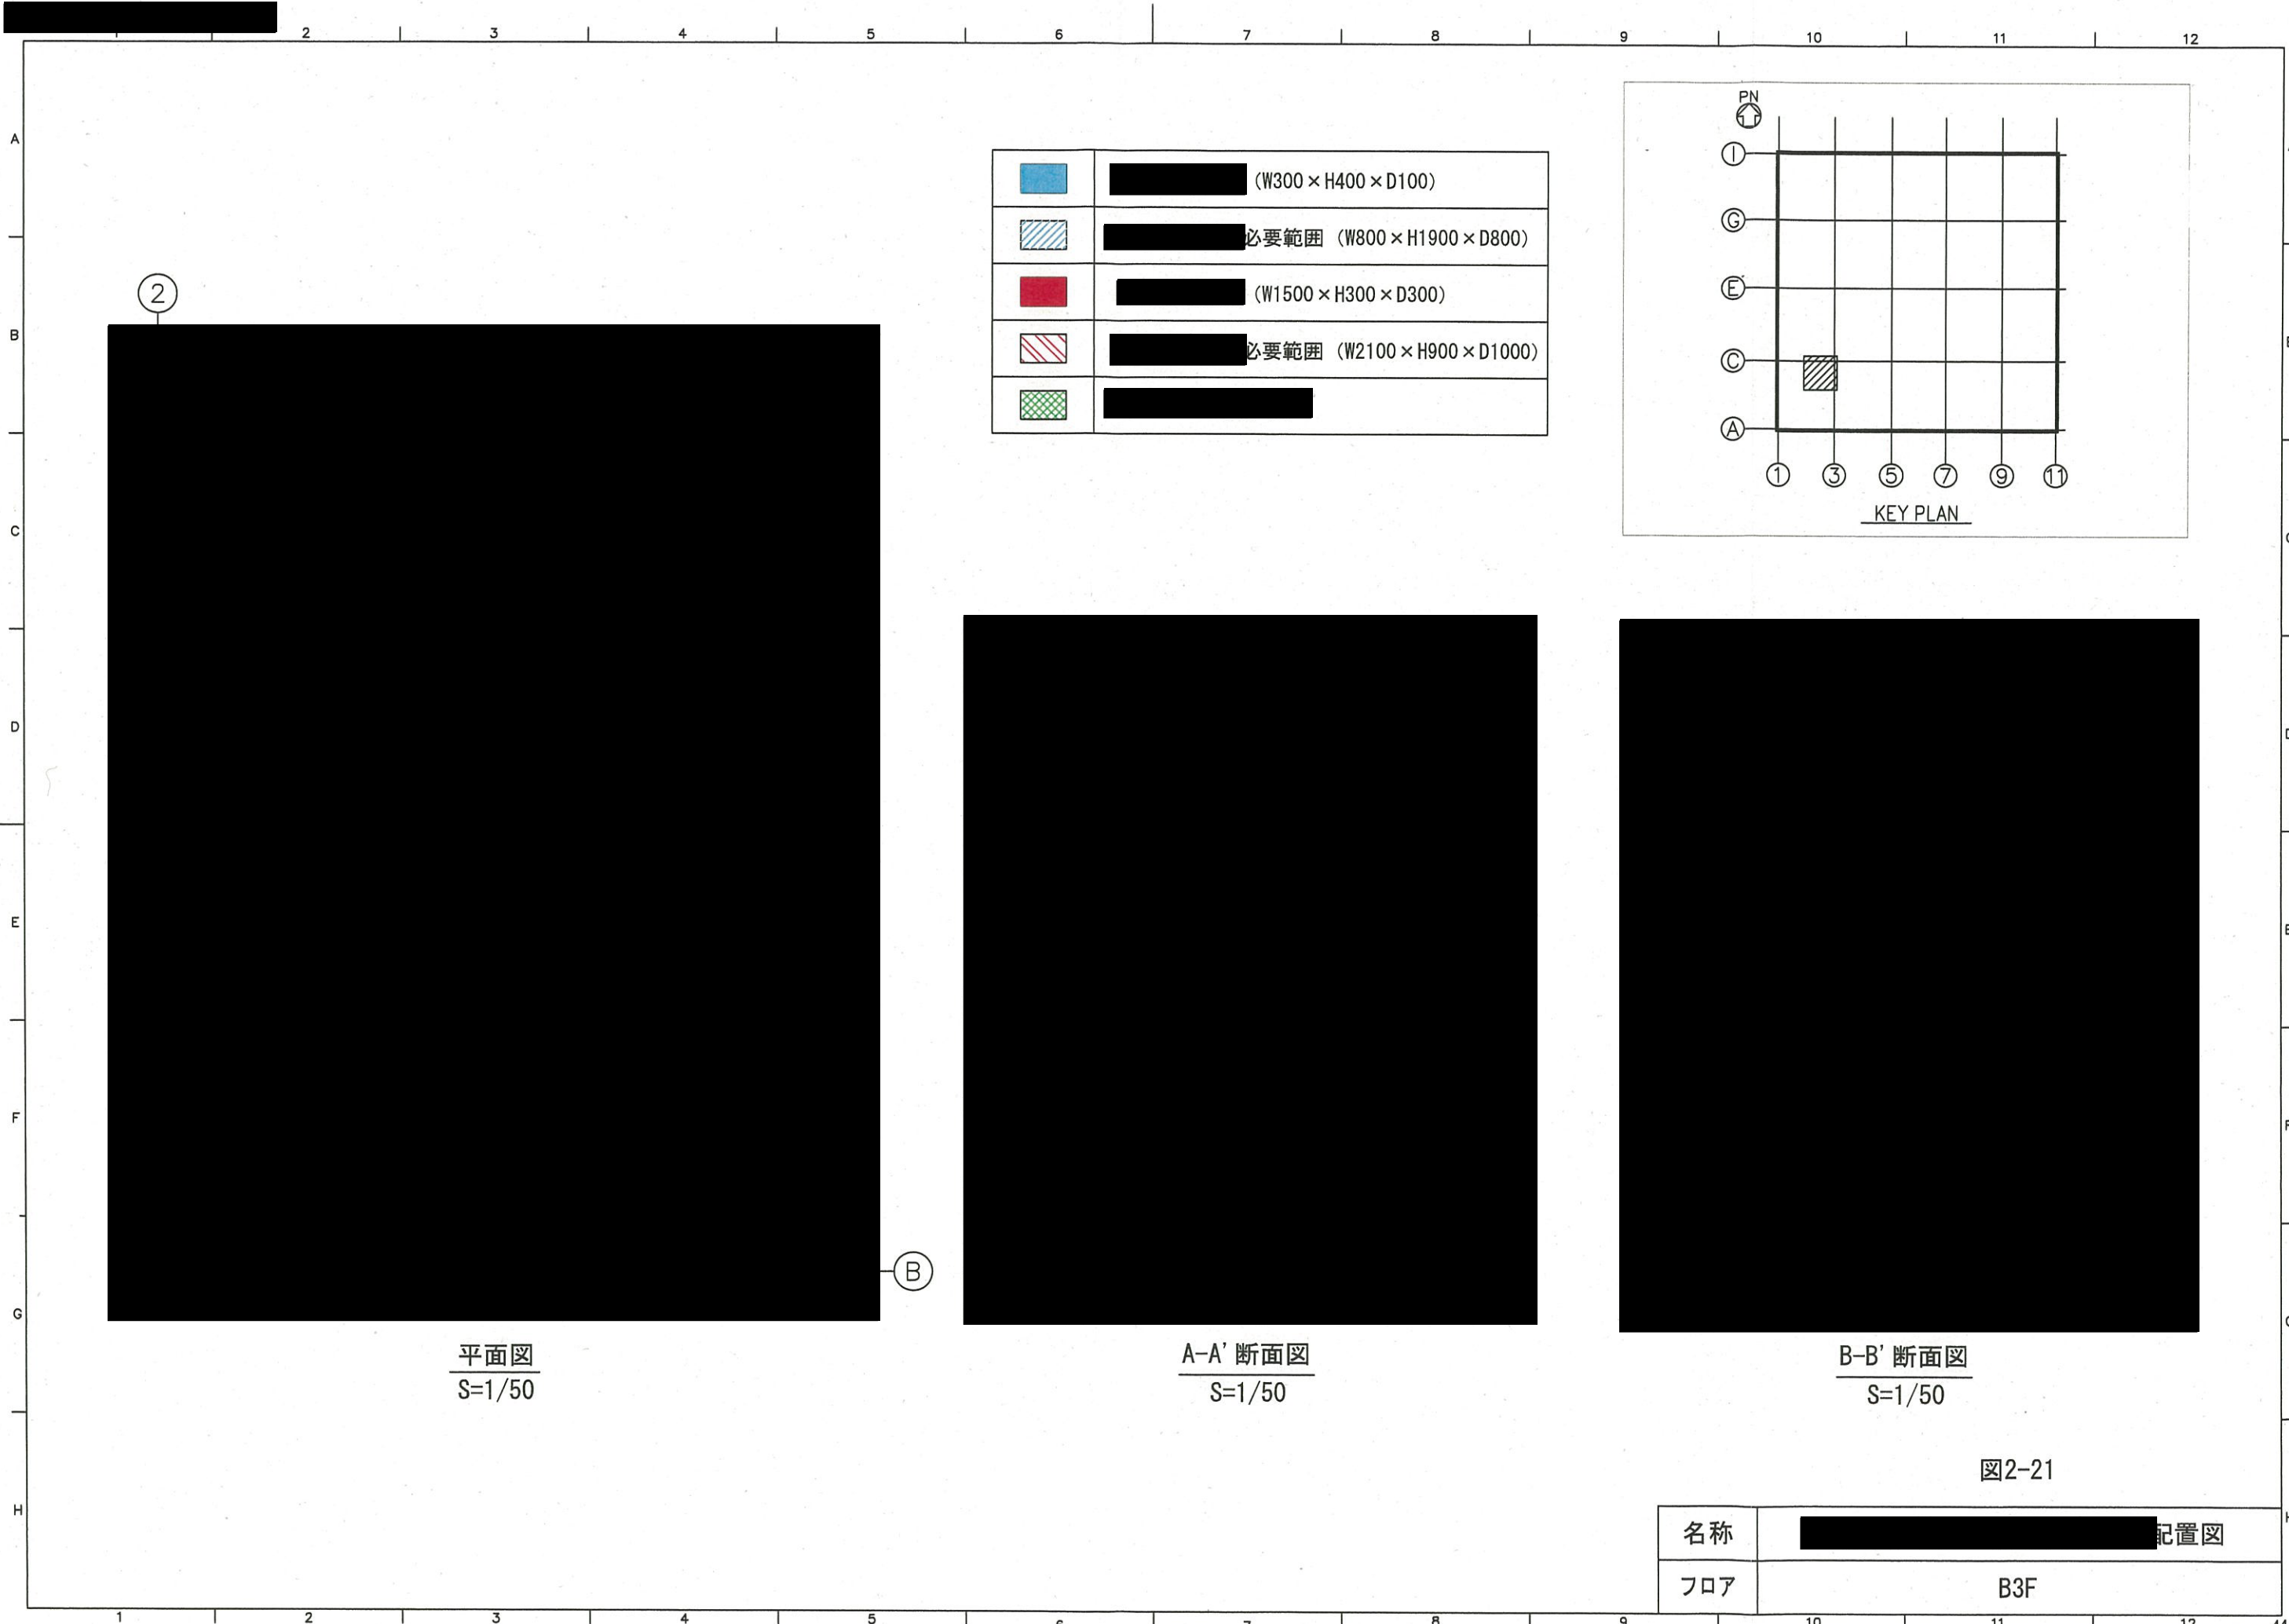 2 3 4 5 6 7 8 9 10 11 12
A
B
C
D
E
F
G
H
②
(W300×H400×D100)
必要範囲 (W800×H1900×D800)
(W1500×H300×D300)
必要範囲 (W2100×H900×D1000)
PN
Ⓘ
Ⓖ
Ⓔ
Ⓒ
Ⓐ
① ③ ⑤ ⑦ ⑨ ⑪
KEY PLAN
Ⓑ
平面図
S=1/50
A-A' 断面図
S=1/50
B-B' 断面図
S=1/50
図2-21
名称 配置図
フロア B3F
1 2 3 4 5 7 8 9 10 11 12